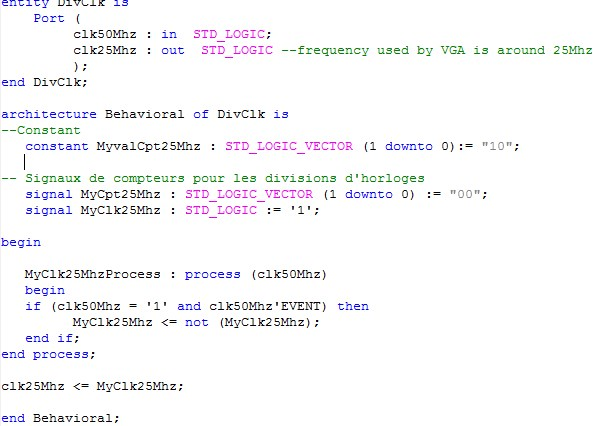 entity DivClk is
Port (
clk50Mhz : in STD_LOGIC;
clk25Mhz : out STD_LOGIC --frequency used by VGA is around 25Mhz
);
end DivClk;
architecture Behavioral of DivClk is
--Constant
constant MyvalCpt25Mhz : STD_LOGIC_VECTOR (1 downto 0):= "10";
-- Signaux de compteurs pour les divisions d'horloges
signal MyCpt25Mhz : STD_LOGIC_VECTOR (1 downto 0) := "00";
signal MyClk25Mhz : STD_LOGIC := '1';
begin
MyClk25MhzProcess : process (clk50Mhz)
begin
if (clk50Mhz = '1' and clk50Mhz'EVENT) then
MyClk25Mhz <= not (MyClk25Mhz);
end if;
end process;
clk25Mhz <= MyClk25Mhz;
end Behavioral;